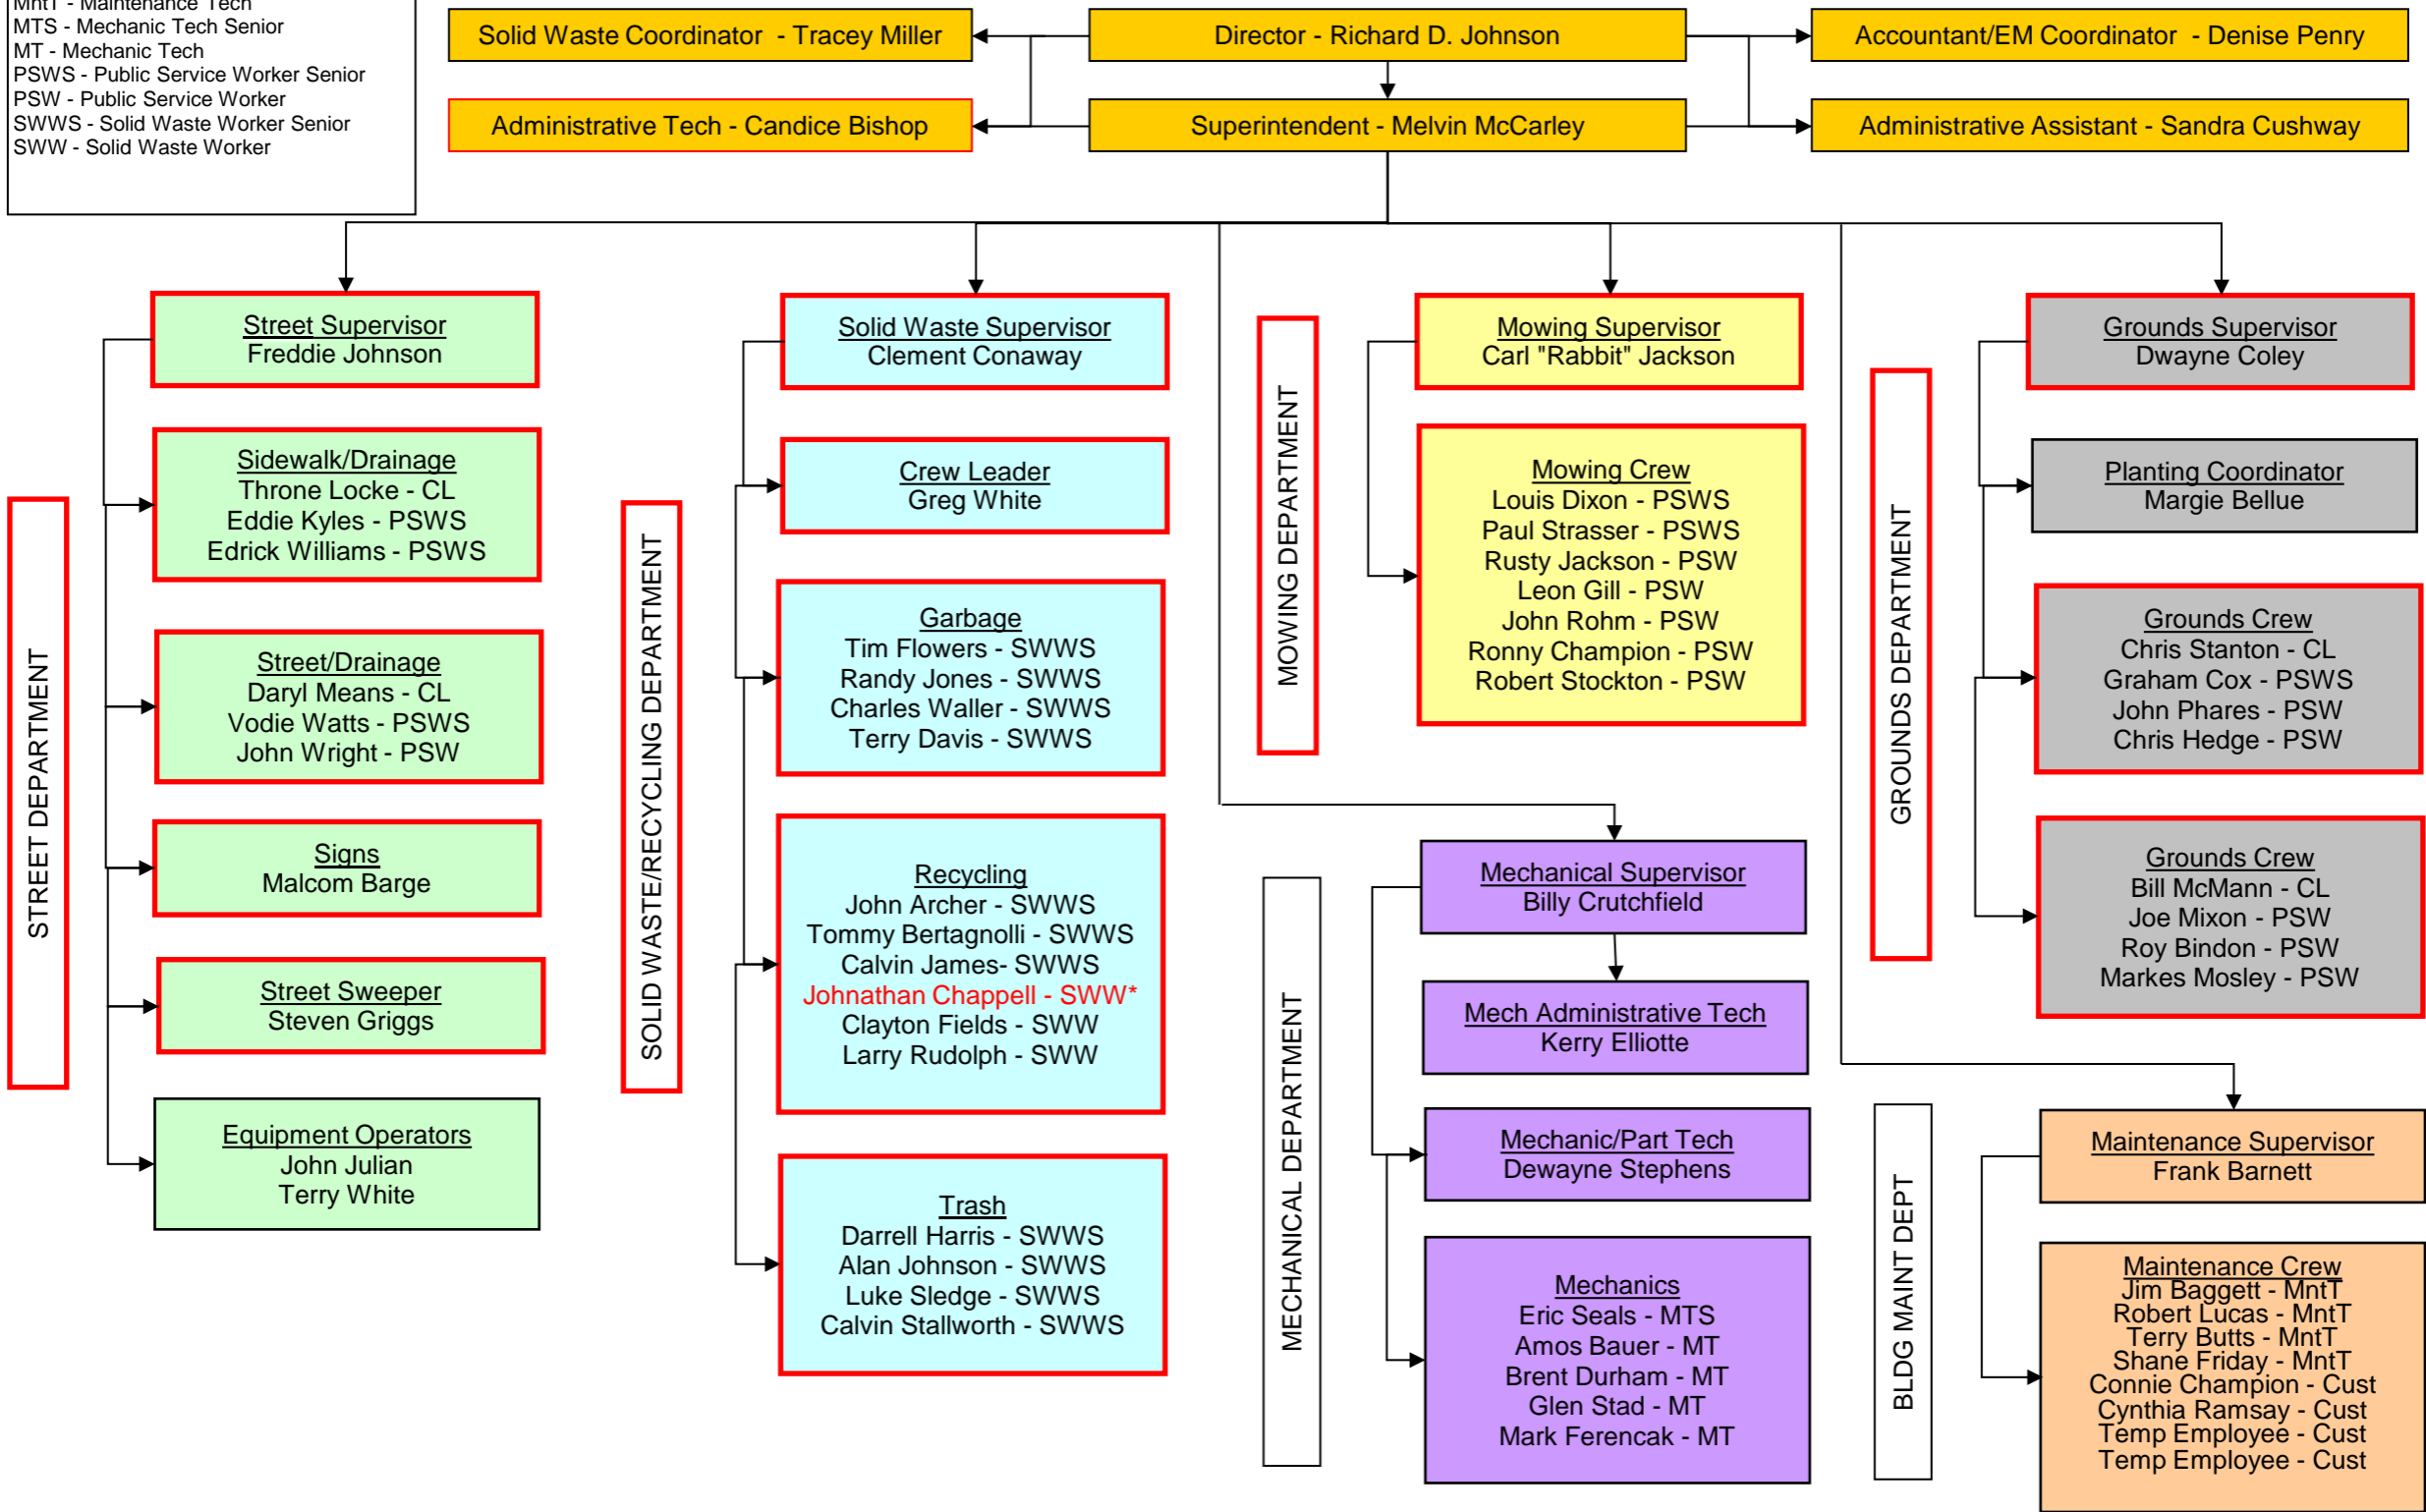 MntT - Maintenance Tech
MTS - Mechanic Tech Senior
MT - Mechanic Tech
PSWS - Public Service Worker Senior
PSW - Public Service Worker
SWWS - Solid Waste Worker Senior
SWW - Solid Waste Worker
Solid Waste Coordinator - Tracey Miller
Director - Richard D. Johnson
Accountant/EM Coordinator - Denise Penry
Administrative Tech - Candice Bishop
Superintendent - Melvin McCarley
Administrative Assistant - Sandra Cushway
STREET DEPARTMENT
Street Supervisor
Freddie Johnson
Sidewalk/Drainage
Throne Locke - CL
Eddie Kyles - PSWS
Edrick Williams - PSWS
Street/Drainage
Daryl Means - CL
Vodie Watts - PSWS
John Wright - PSW
Signs
Malcom Barge
Street Sweeper
Steven Griggs
Equipment Operators
John Julian
Terry White
SOLID WASTE/RECYCLING DEPARTMENT
Solid Waste Supervisor
Clement Conaway
Crew Leader
Greg White
Garbage
Tim Flowers - SWWS
Randy Jones - SWWS
Charles Waller - SWWS
Terry Davis - SWWS
Recycling
John Archer - SWWS
Tommy Bertagnolli - SWWS
Calvin James- SWWS
Johnathan Chappell - SWW*
Clayton Fields - SWW
Larry Rudolph - SWW
Trash
Darrell Harris - SWWS
Alan Johnson - SWWS
Luke Sledge - SWWS
Calvin Stallworth - SWWS
MOWING DEPARTMENT
Mowing Supervisor
Carl "Rabbit" Jackson
Mowing Crew
Louis Dixon - PSWS
Paul Strasser - PSWS
Rusty Jackson - PSW
Leon Gill - PSW
John Rohm - PSW
Ronny Champion - PSW
Robert Stockton - PSW
MECHANICAL DEPARTMENT
Mechanical Supervisor
Billy Crutchfield
Mech Administrative Tech
Kerry Elliotte
Mechanic/Part Tech
Dewayne Stephens
Mechanics
Eric Seals - MTS
Amos Bauer - MT
Brent Durham - MT
Glen Stad - MT
Mark Ferencak - MT
GROUNDS DEPARTMENT
Grounds Supervisor
Dwayne Coley
Planting Coordinator
Margie Bellue
Grounds Crew
Chris Stanton - CL
Graham Cox - PSWS
John Phares - PSW
Chris Hedge - PSW
Grounds Crew
Bill McMann - CL
Joe Mixon - PSW
Roy Bindon - PSW
Markes Mosley - PSW
BLDG MAINT DEPT
Maintenance Supervisor
Frank Barnett
Maintenance Crew
Jim Baggett - MntT
Robert Lucas - MntT
Terry Butts - MntT
Shane Friday - MntT
Connie Champion - Cust
Cynthia Ramsay - Cust
Temp Employee - Cust
Temp Employee - Cust